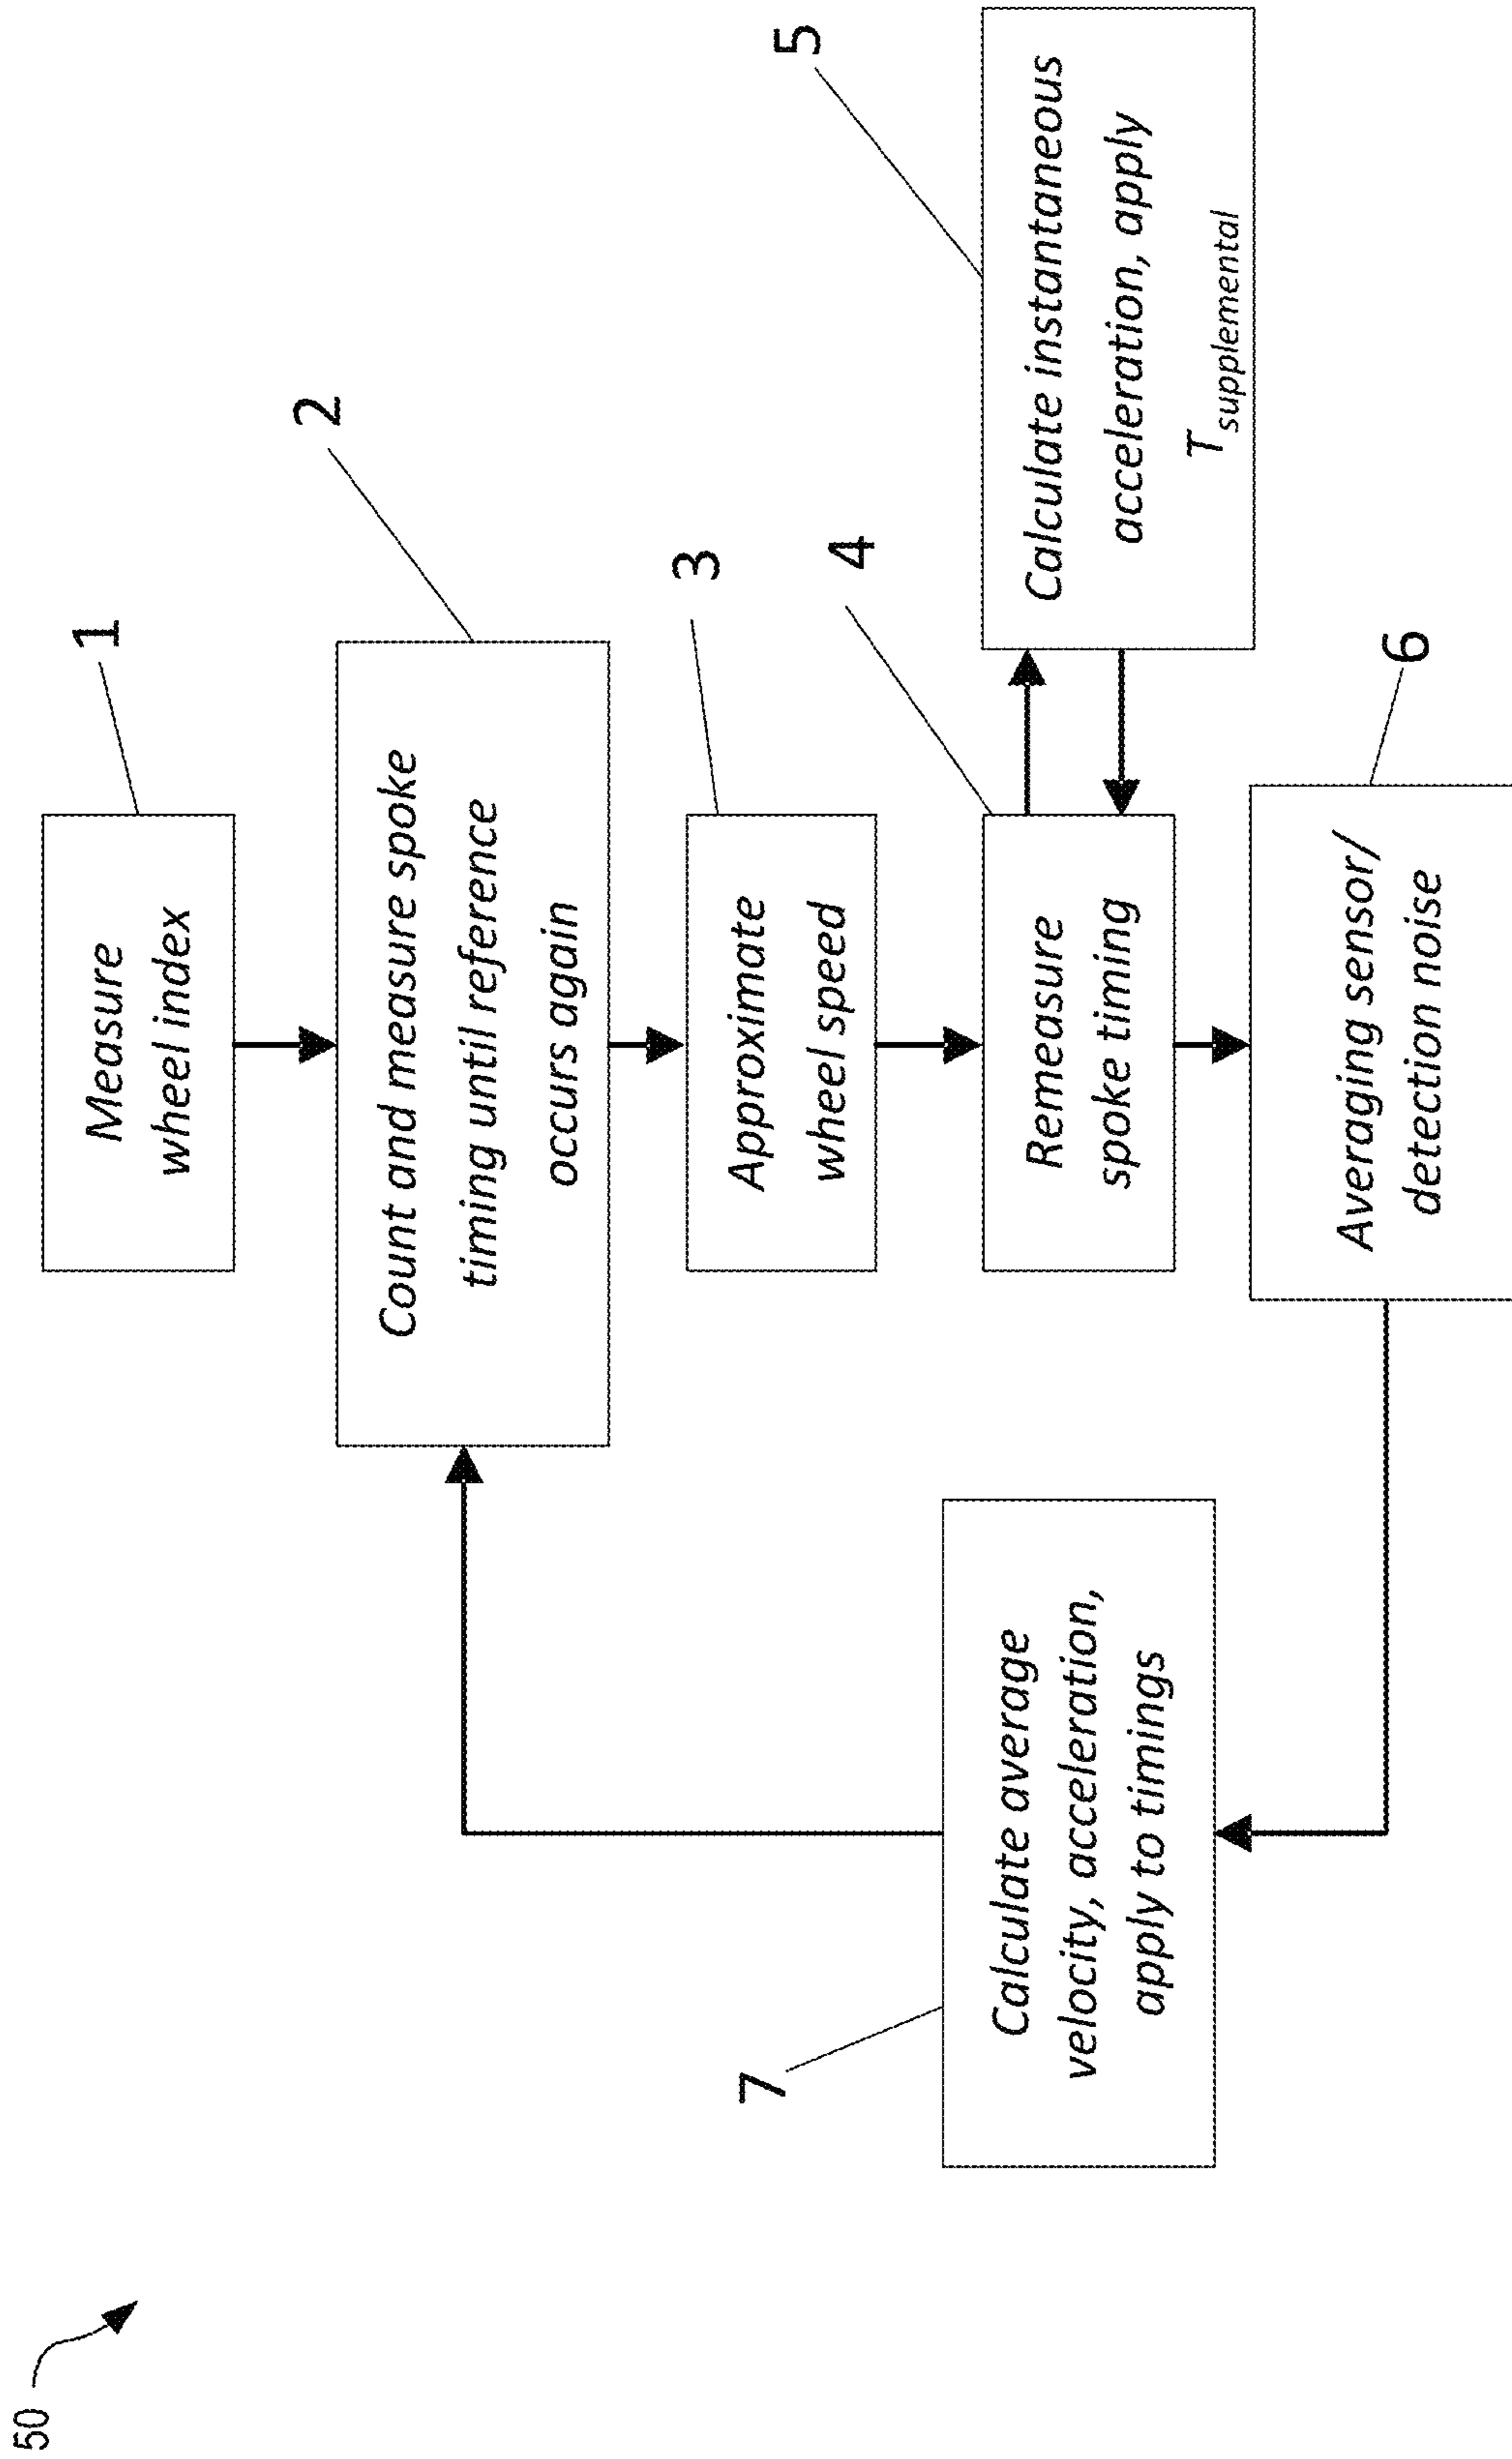 50
1
Measure
wheel index
2
Count and measure spoke
timing until reference
occurs again
3
Approximate
wheel speed
4
Remeasure
spoke timing
5
Calculate instantaneous
acceleration, apply
T supplemental
6
Averaging sensor/
detection noise
7
Calculate average
velocity, acceleration,
apply to timings